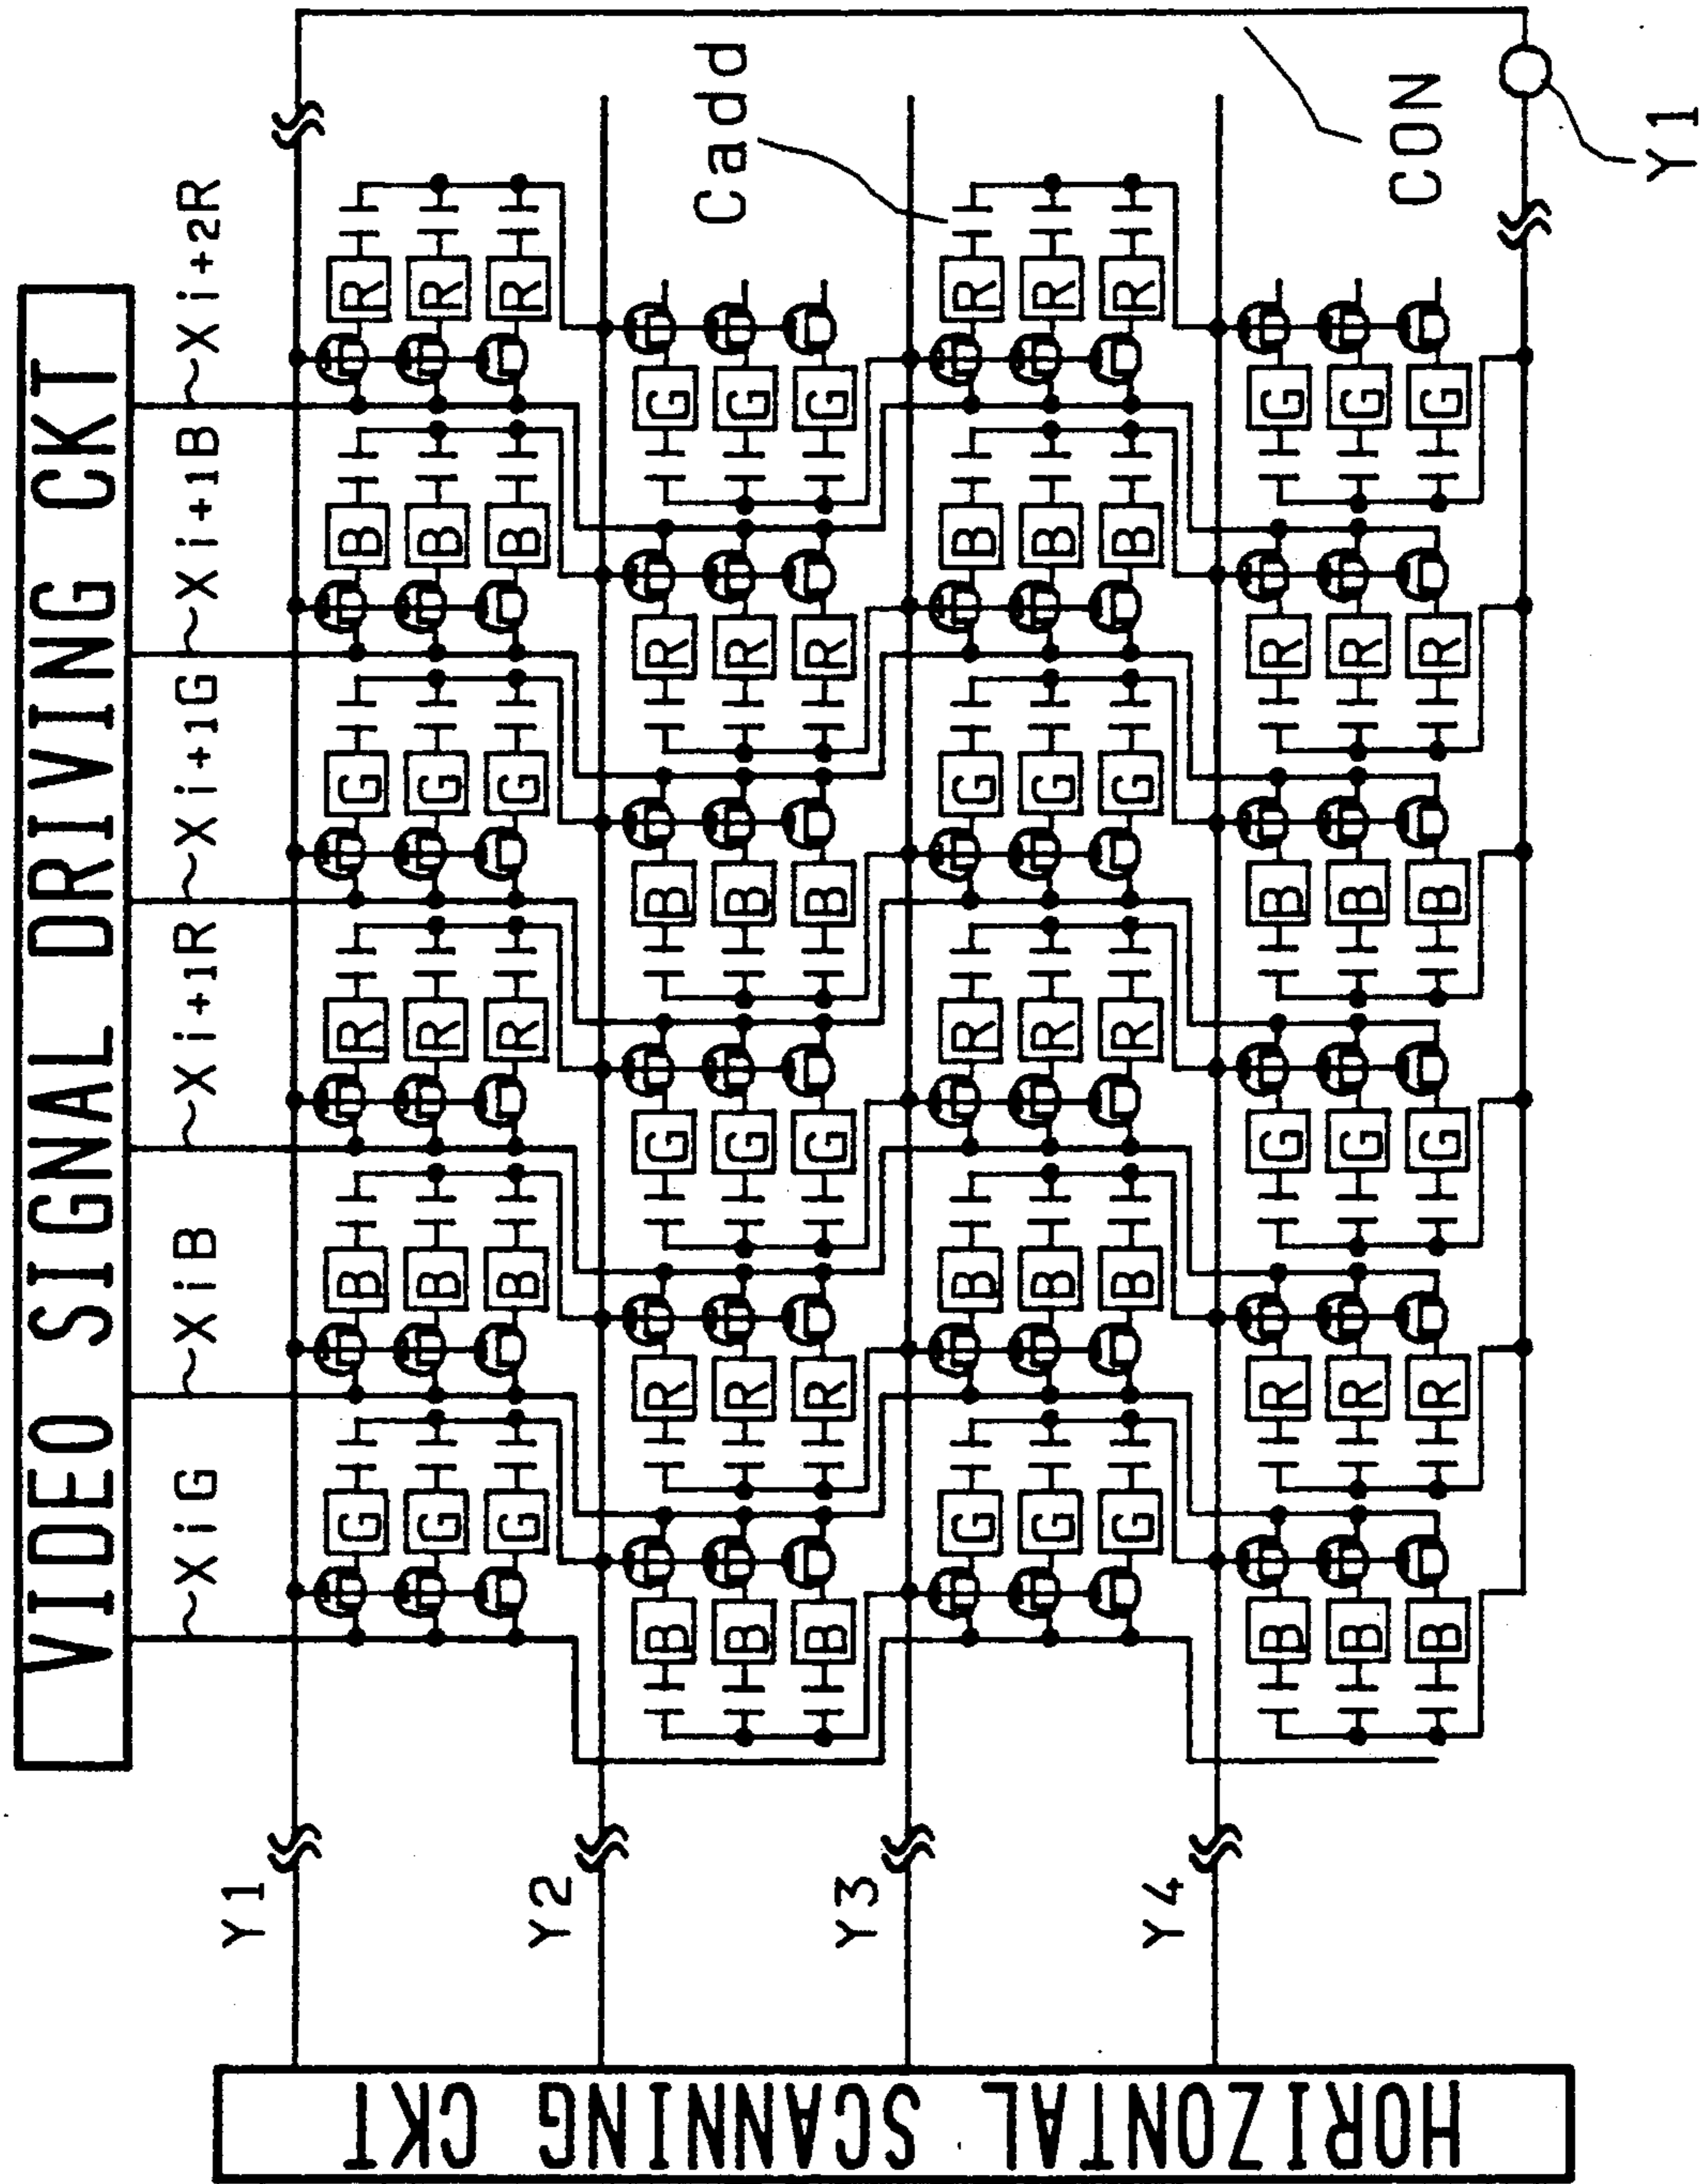 VIDEO SIGNAL DRIVING CKT
XiG XiB Xi+1R Xi+1G Xi+1B Xi+2R
HORIZONTAL SCANNING CKT
Y1
G B R G B R
G B R G B R
G B R G B R
Y2
B R G B R G
B R G B R G
B R G B R G
Cadd
Y3
G B R G B R
G B R G B R
G B R G B R
Y4
B R G B R G
B R G B R G
B R G B R G
CON
Y1